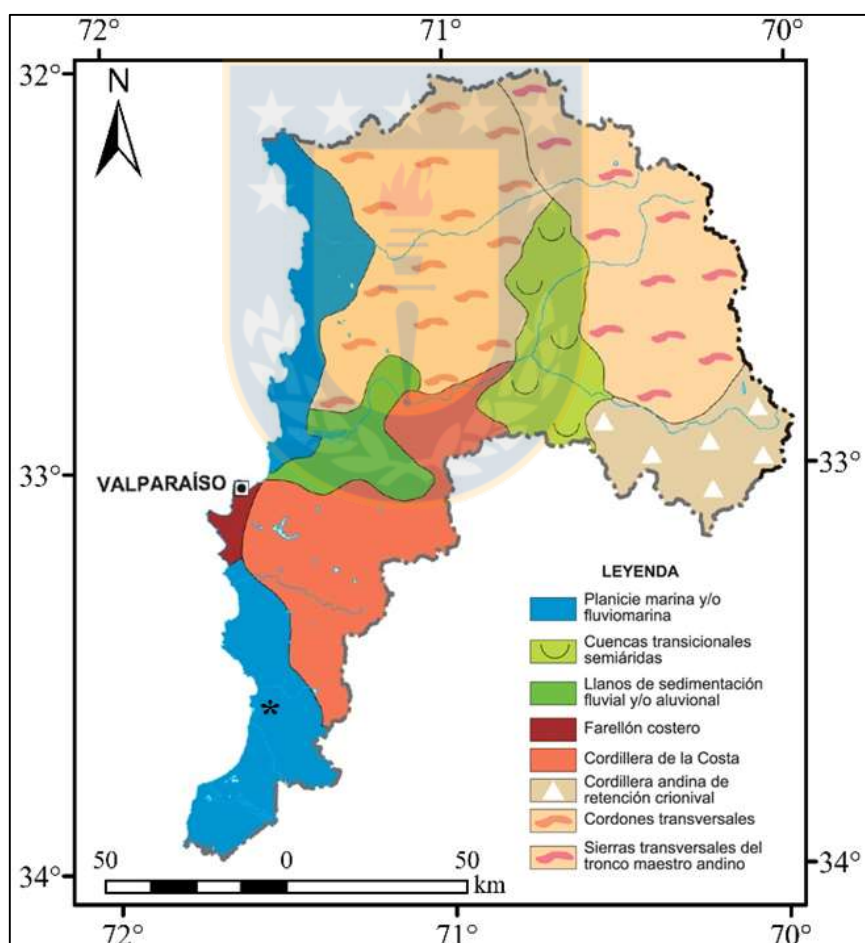 72° 71° 70°
32°
N
33° 33°
VALPARAÍSO
LEYENDA
Planicie marina y/o
fluviomarina
Cuencas transicionales
semiáridas
Llanos de sedimentación
fluvial y/o aluvional
Farellón costero
Cordillera de la Costa
Cordillera andina de
retención crionival
Cordones transversales
Sierras transversales del
tronco maestro andino
*
50 0 50
km
34° 34°
72° 71° 70°